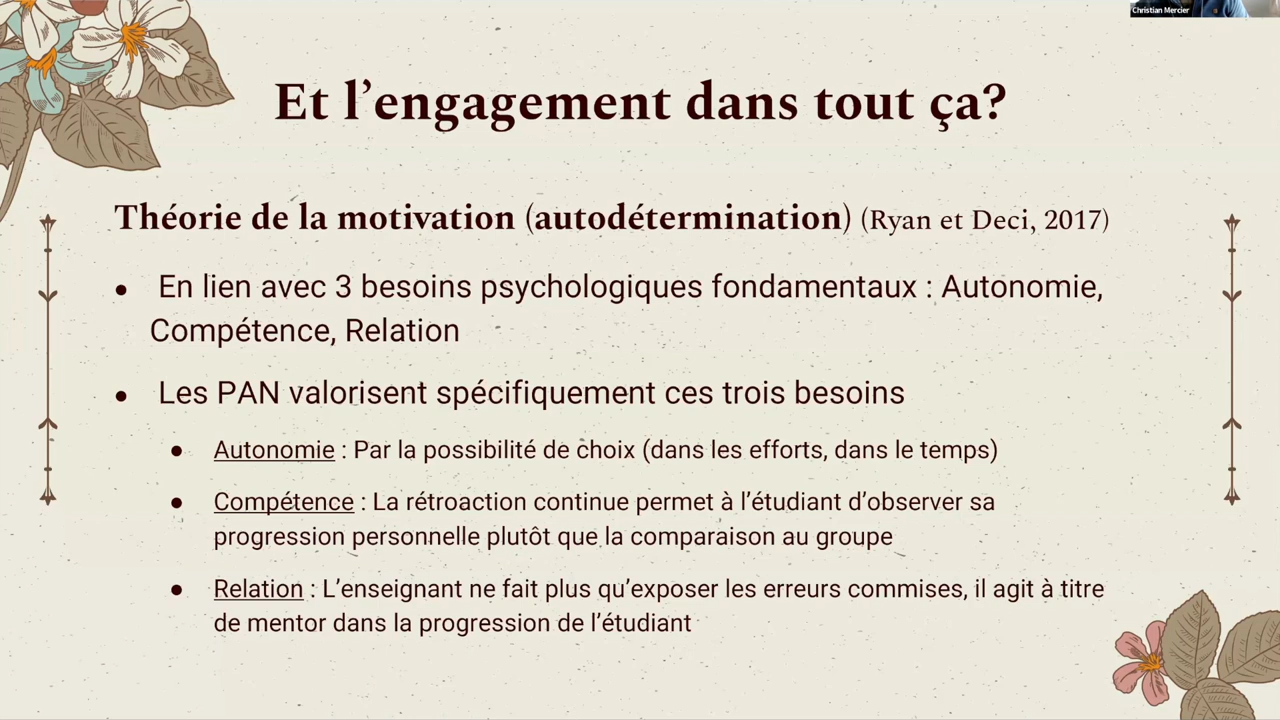 Christian Mercier
Et l'engagement dans tout ça?
Théorie de la motivation (autodétermination) (Ryan et Deci, 2017)
● En lien avec 3 besoins psychologiques fondamentaux : Autonomie,
Compétence, Relation
● Les PAN valorisent spécifiquement ces trois besoins
● Autonomie : Par la possibilité de choix (dans les efforts, dans le temps)
● Compétence : La rétroaction continue permet à l'étudiant d'observer sa
progression personnelle plutôt que la comparaison au groupe
● Relation : L'enseignant ne fait plus qu'exposer les erreurs commises, il agit à titre
de mentor dans la progression de l'étudiant